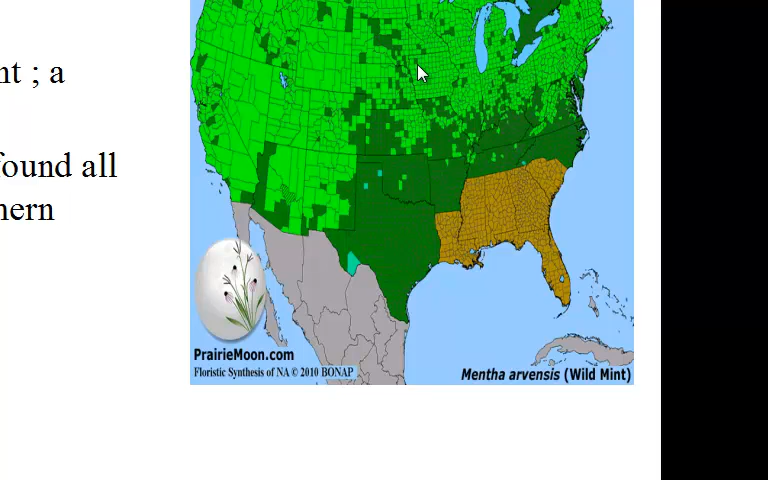 nt ; a
found all
hern
PrairieMoon.com
Floristic Synthesis of NA © 2010 BONAP
Mentha arvensis (Wild Mint)